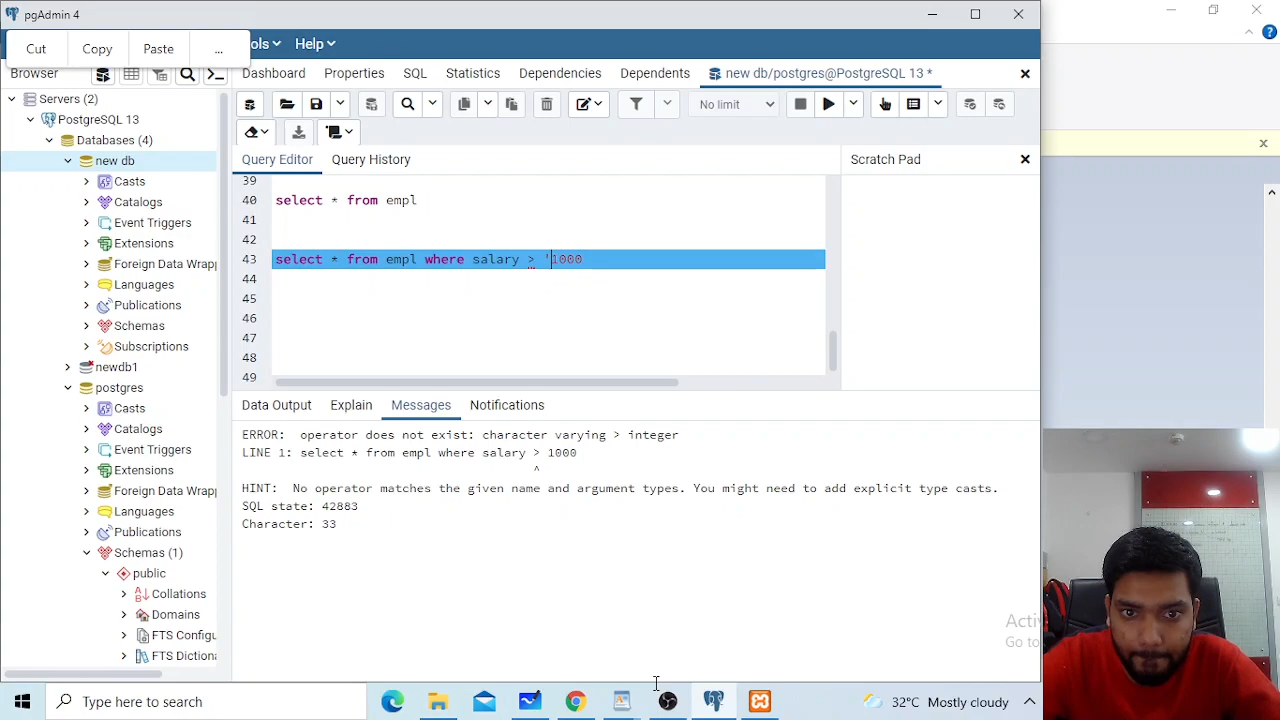 pgAdmin 4
Cut Copy Paste ...
ols Help
Browser
Dashboard Properties SQL Statistics Dependencies Dependents new db/postgres@PostgreSQL 13 *
No limit
Servers (2)
PostgreSQL 13
Databases (4)
new db
Casts
Catalogs
Event Triggers
Extensions
Foreign Data Wrapp
Languages
Publications
Schemas
Subscriptions
newdb1
postgres
Casts
Catalogs
Event Triggers
Extensions
Foreign Data Wrapp
Languages
Publications
Schemas (1)
public
Collations
Domains
FTS Configu
FTS Dictiona
Query Editor Query History
Scratch Pad
39
40 select * from empl
41
42
43 select * from empl where salary > '1000
44
45
46
47
48
49
Data Output Explain Messages Notifications
ERROR: operator does not exist: character varying > integer
LINE 1: select * from empl where salary > 1000
^
HINT: No operator matches the given name and argument types. You might need to add explicit type casts.
SQL state: 42883
Character: 33
Activ
Go to
Type here to search
32°C Mostly cloudy